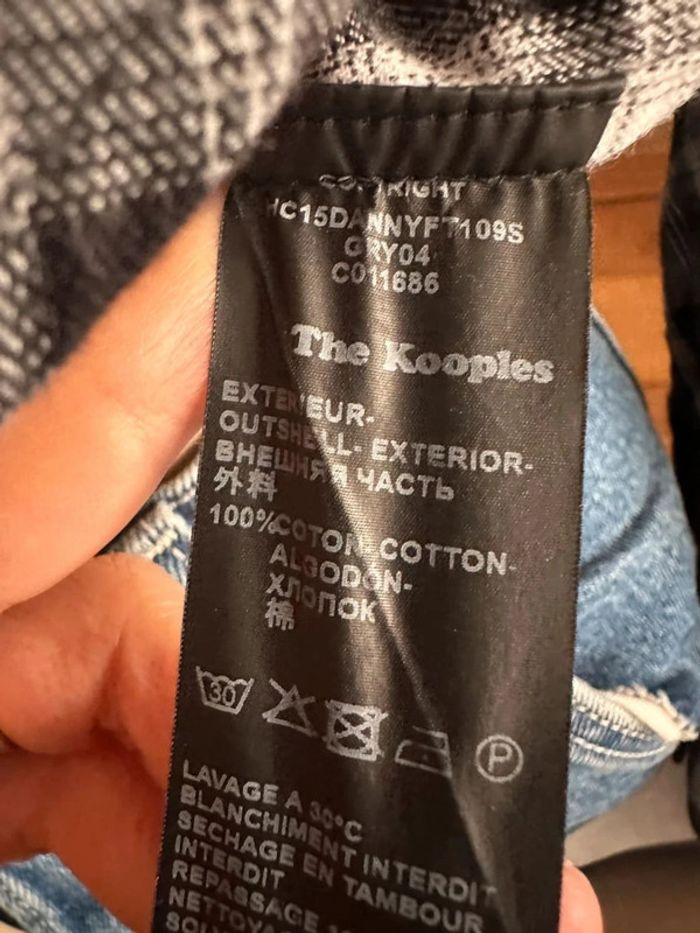 COPYRIGHT
HC15DANNYFT109S
GRY04
C011686
The Kooples
EXTERIEUR-
OUTSHELL- EXTERIOR-
ВНЕШНЯЯ ЧАСТЬ
外料
100%COTON-COTTON-
ALGODÓN-
ХЛОПОК
棉
30
P
LAVAGE A 30°C
BLANCHIMENT INTERDIT
SECHAGE EN TAMBOUR
INTERDIT
REPASSAGE